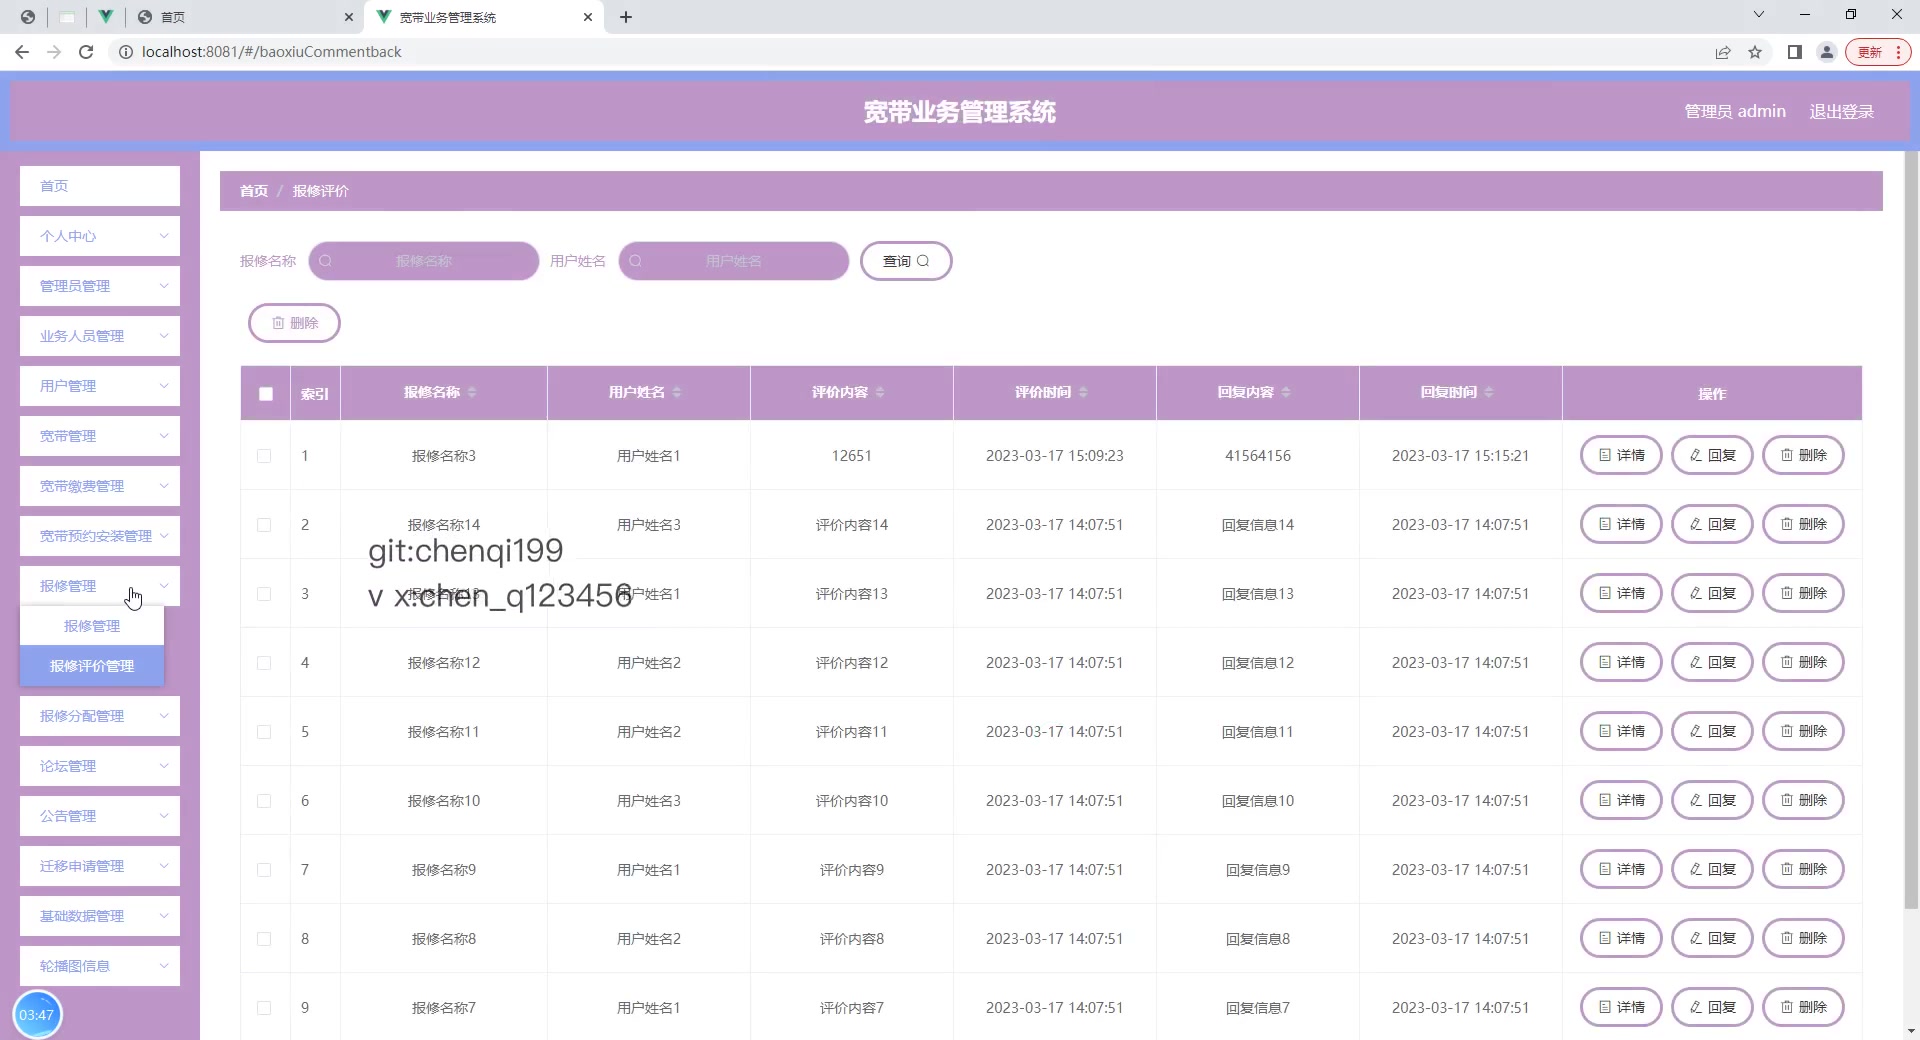 首页
宽带业务管理系统
localhost:8081/#/baoxiuCommentback
更新
宽带业务管理系统
管理员 admin
退出登录
首页
个人中心
管理员管理
业务人员管理
用户管理
宽带管理
宽带缴费管理
宽带预约安装管理
报修管理
报修管理
报修评价管理
报修分配管理
论坛管理
公告管理
迁移申请管理
基础数据管理
轮播图信息
03:47
首页 / 报修评价
报修名称 报修名称 用户姓名 用户姓名 查询
删除
索引 报修名称 用户姓名 评价内容 评价时间 回复内容 回复时间 操作
1 报修名称3 用户姓名1 12651 2023-03-17 15:09:23 41564156 2023-03-17 15:15:21 详情 回复 删除
2 报修名称14 用户姓名3 评价内容14 2023-03-17 14:07:51 回复信息14 2023-03-17 14:07:51 详情 回复 删除
git:chenqi199
v x:chen_q123456
3 报修名称13 用户姓名1 评价内容13 2023-03-17 14:07:51 回复信息13 2023-03-17 14:07:51 详情 回复 删除
4 报修名称12 用户姓名2 评价内容12 2023-03-17 14:07:51 回复信息12 2023-03-17 14:07:51 详情 回复 删除
5 报修名称11 用户姓名2 评价内容11 2023-03-17 14:07:51 回复信息11 2023-03-17 14:07:51 详情 回复 删除
6 报修名称10 用户姓名3 评价内容10 2023-03-17 14:07:51 回复信息10 2023-03-17 14:07:51 详情 回复 删除
7 报修名称9 用户姓名1 评价内容9 2023-03-17 14:07:51 回复信息9 2023-03-17 14:07:51 详情 回复 删除
8 报修名称8 用户姓名2 评价内容8 2023-03-17 14:07:51 回复信息8 2023-03-17 14:07:51 详情 回复 删除
9 报修名称7 用户姓名1 评价内容7 2023-03-17 14:07:51 回复信息7 2023-03-17 14:07:51 详情 回复 删除